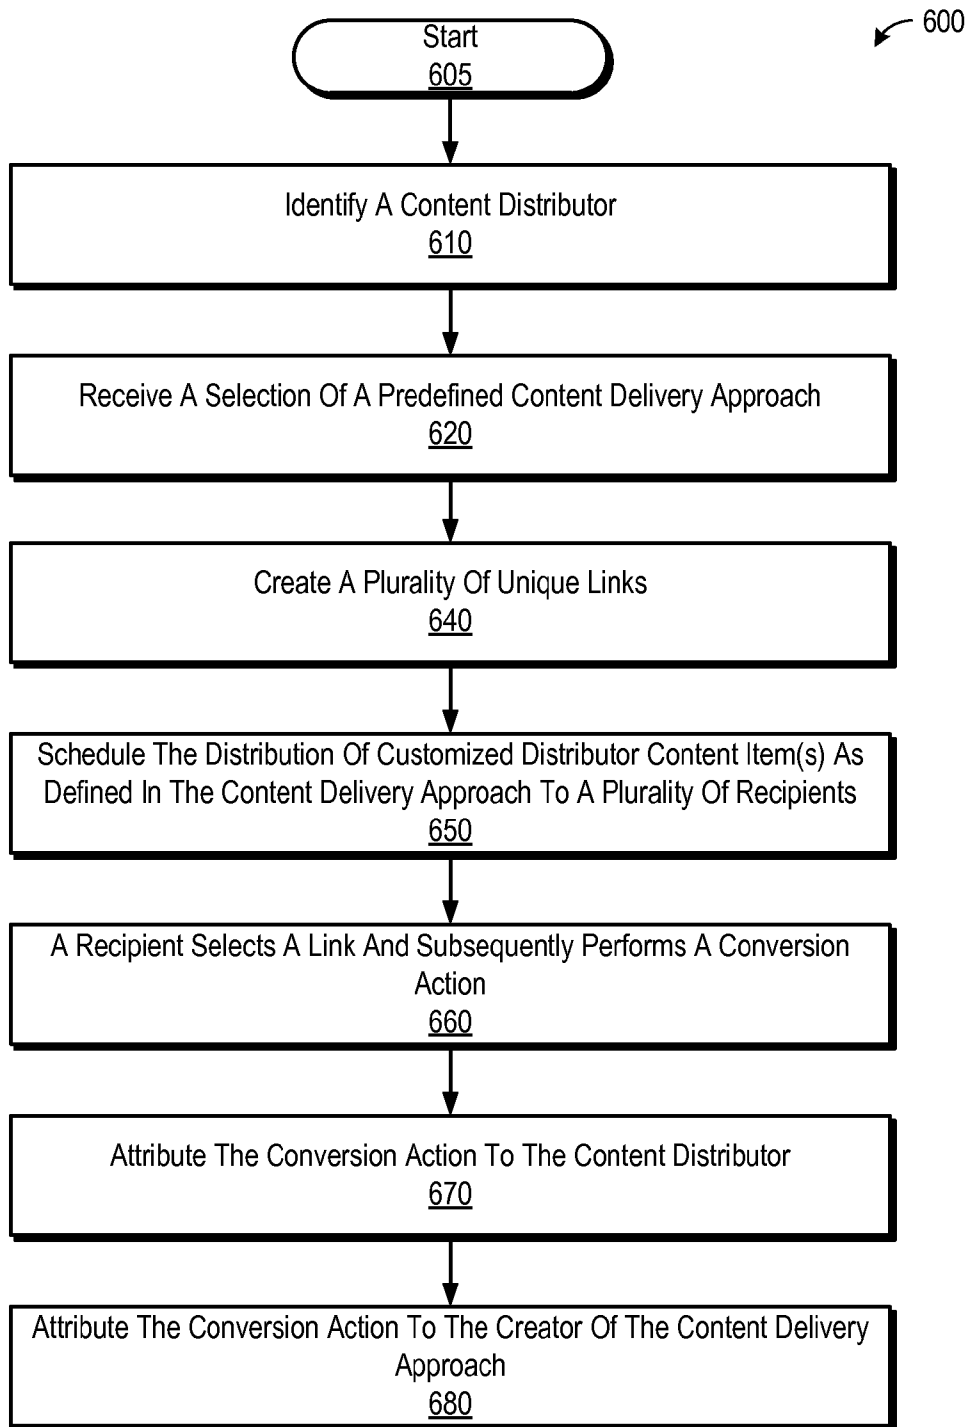 600
Start
605
Identify A Content Distributor
610
Receive A Selection Of A Predefined Content Delivery Approach
620
Create A Plurality Of Unique Links
640
Schedule The Distribution Of Customized Distributor Content Item(s) As
Defined In The Content Delivery Approach To A Plurality Of Recipients
650
A Recipient Selects A Link And Subsequently Performs A Conversion
Action
660
Attribute The Conversion Action To The Content Distributor
670
Attribute The Conversion Action To The Creator Of The Content Delivery
Approach
680